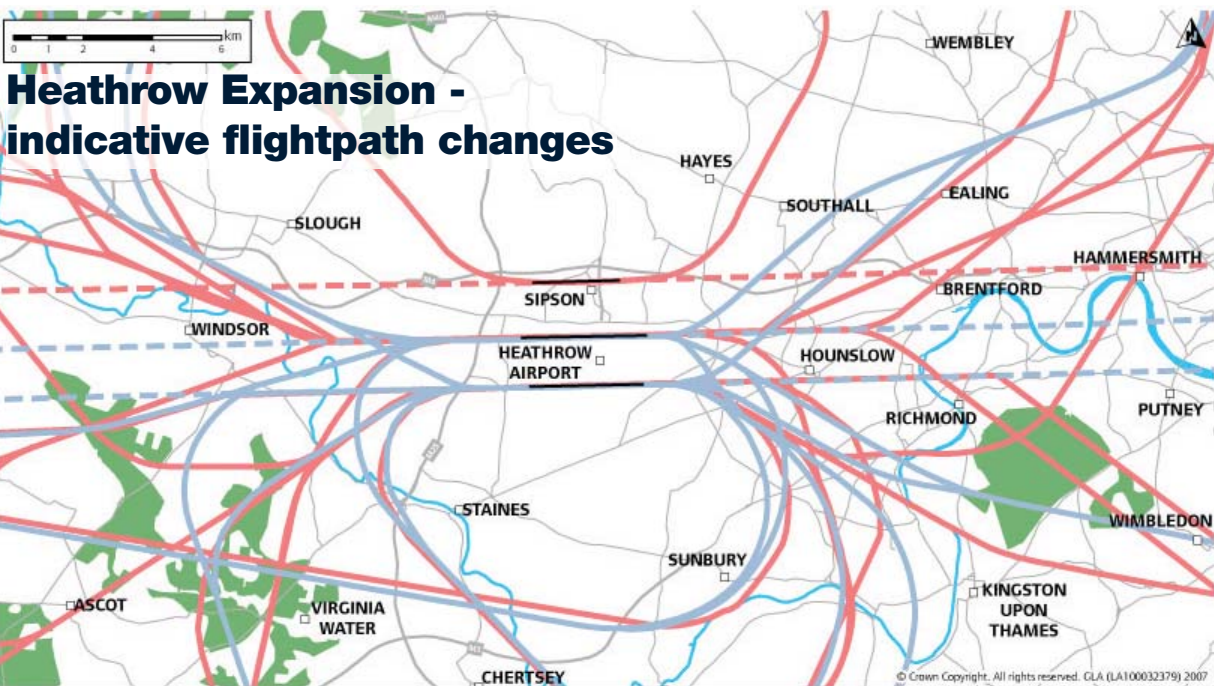 km
0 1 2 4 6
N
Heathrow Expansion -
indicative flightpath changes
WEMBLEY
HAYES
SLOUGH
SOUTHALL
EALING
HAMMERSMITH
SIPSON
BRENTFORD
WINDSOR
HEATHROW
AIRPORT
HOUNSLOW
RICHMOND
PUTNEY
STAINES
WIMBLEDON
SUNBURY
ASCOT
VIRGINIA
WATER
KINGSTON
UPON
THAMES
CHERTSEY
© Crown Copyright. All rights reserved. GLA (LA100032379) 2007